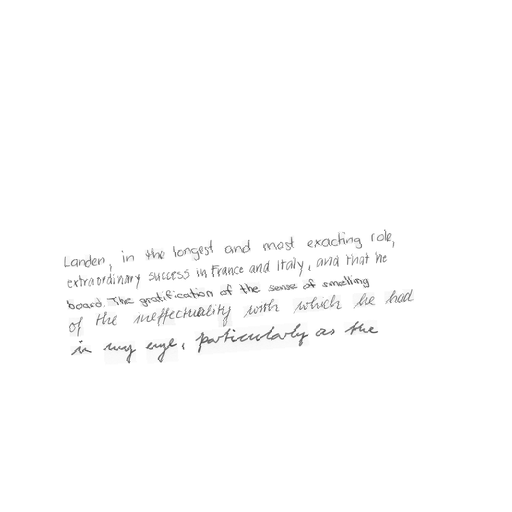 Landen, in the longest and most exacting role,
extraordinary success in France and Italy, and that he
board. The gratification of the sense of smelling
of the ineffectuality with which he had
in my eye, particularly as the